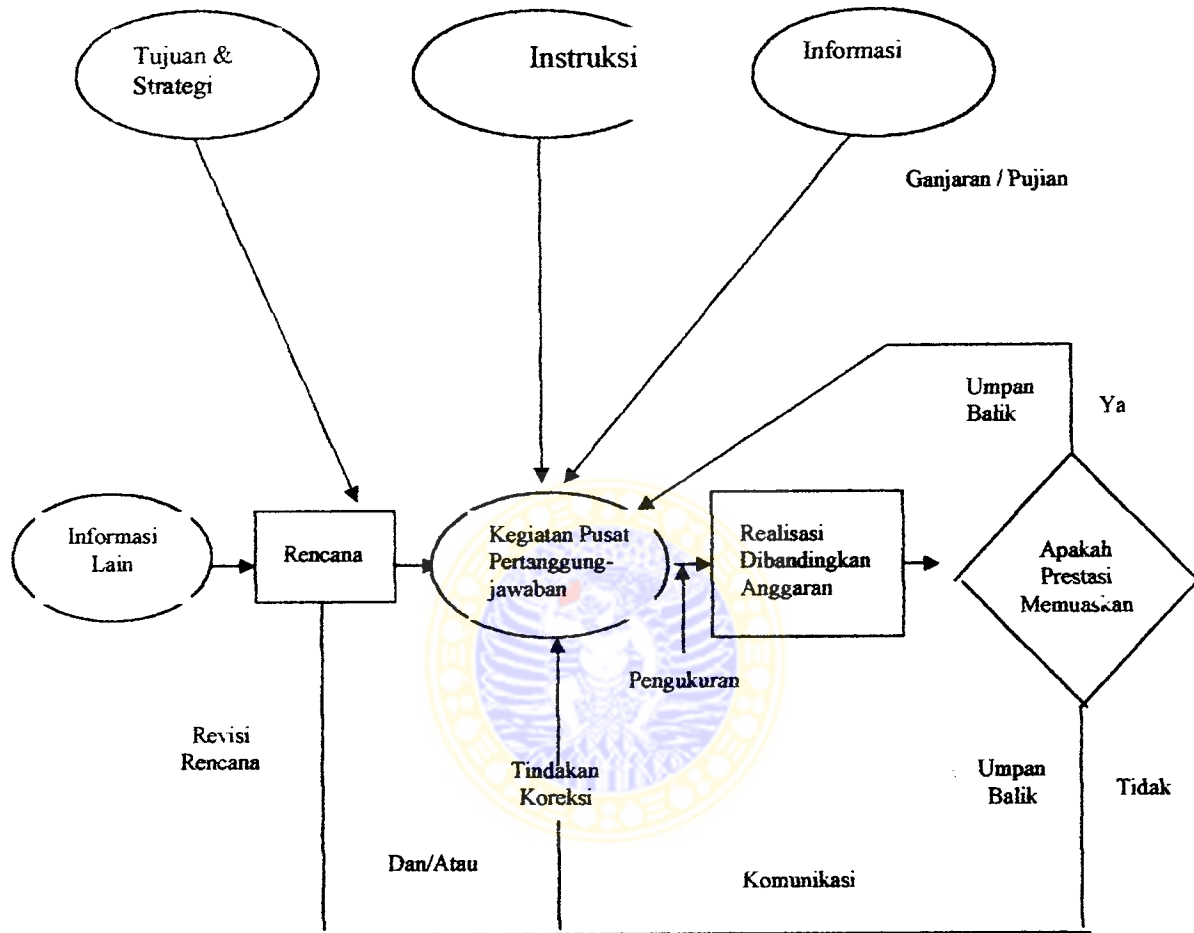 Tujuan &
Strategi
Instruksi
Informasi
Ganjaran / Pujian
Umpan
Balik
Ya
Informasi
Lain
Rencana
Kegiatan Pusat
Pertanggung-
jawaban
Realisasi
Dibandingkan
Anggaran
Apakah
Prestasi
Memuaskan
Pengukuran
Revisi
Rencana
Tindakan
Koreksi
Umpan
Balik
Tidak
Dan/Atau
Komunikasi